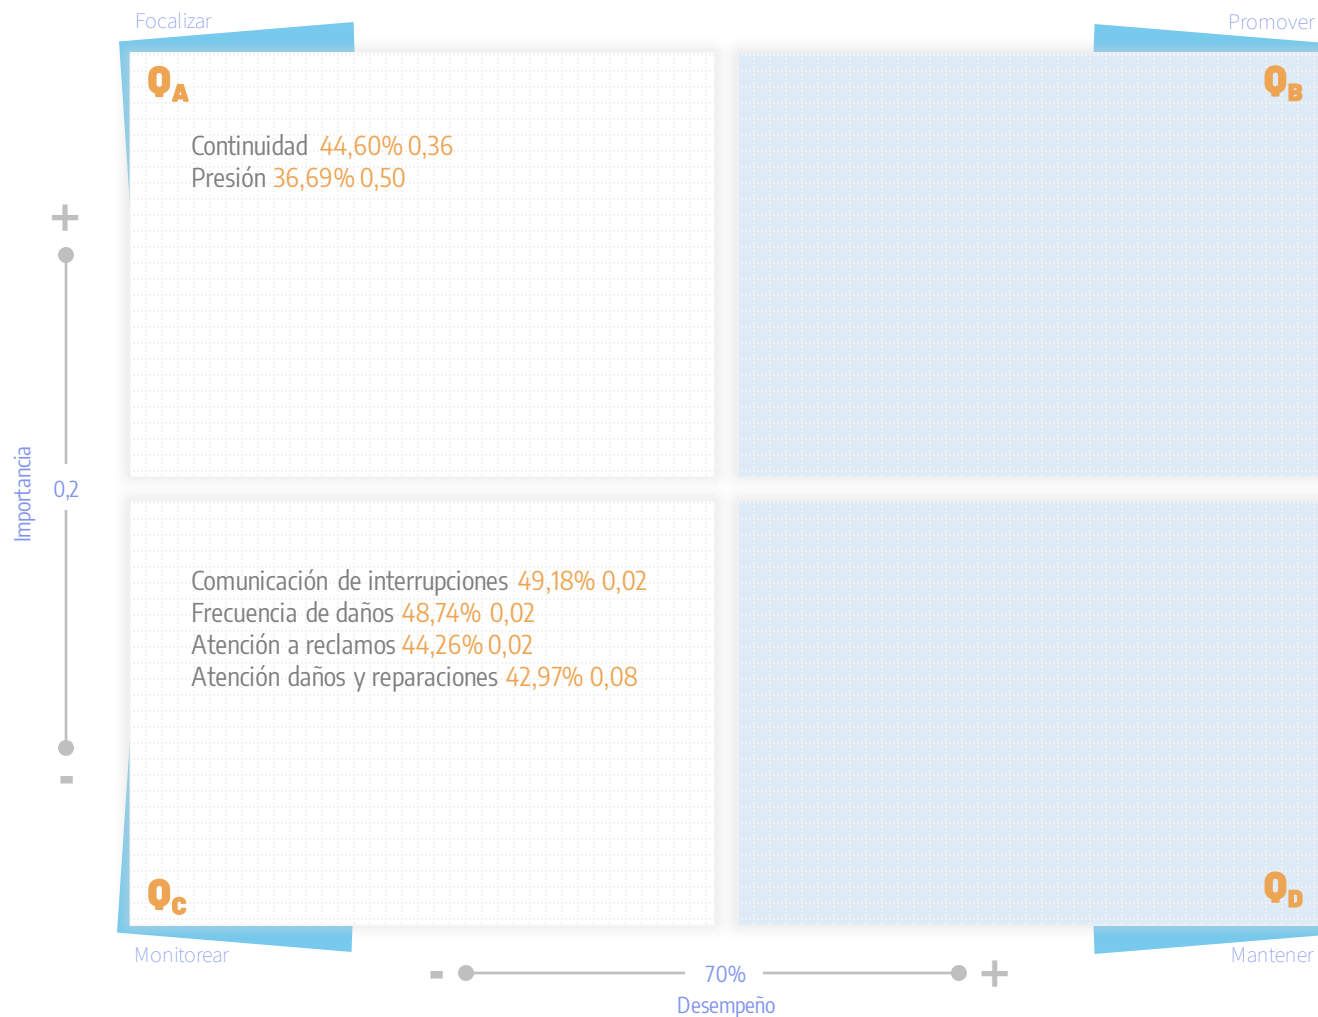 Focalizar
Promover
QA
QB
Continuidad 44,60% 0,36
Presión 36,69% 0,50
+
Importancia
0,2
Comunicación de interrupciones 49,18% 0,02
Frecuencia de daños 48,74% 0,02
Atención a reclamos 44,26% 0,02
Atención daños y reparaciones 42,97% 0,08
-
QC
QD
Monitorear
Mantener
- 70% +
Desempeño